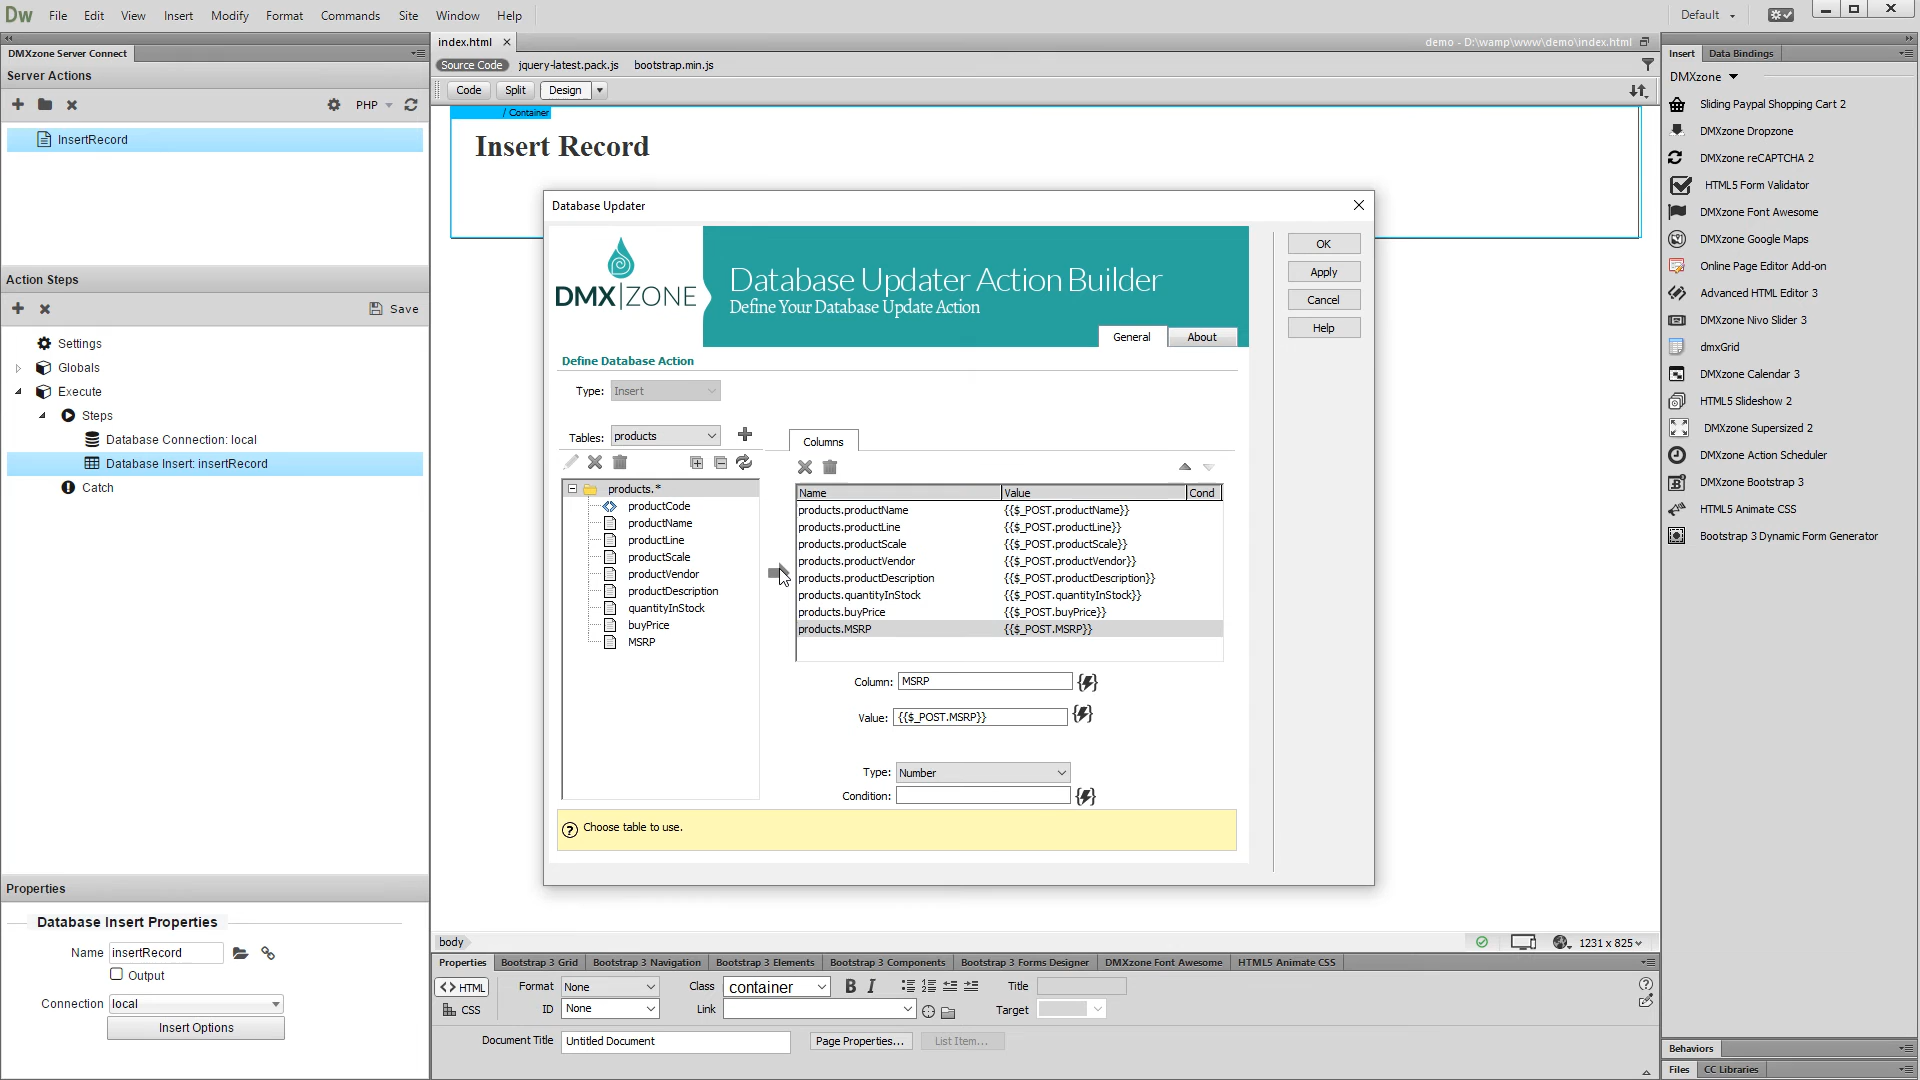 Dw File Edit View Insert Modify Format Commands Site Window Help Default
DMXzone Server Connect
Server Actions
PHP
InsertRecord
Action Steps
Save
Settings
Globals
Execute
Steps
Database Connection: local
Database Insert: insertRecord
Catch
Properties
Database Insert Properties
Name insertRecord
Output
Connection local
Insert Options
index.html
demo - D:\wamp\www\demo\index.html
Source Code jquery-latest.pack.js bootstrap.min.js
Code Split Design
/ Container
Insert Record
Database Updater
DMX|ZONE
Database Updater Action Builder
Define Your Database Update Action
General About
OK
Apply
Cancel
Help
Define Database Action
Type: Insert
Tables: products
Columns
products.*
productCode
productName
productLine
productScale
productVendor
productDescription
quantityInStock
buyPrice
MSRP
Name Value Cond
products.productName {{$_POST.productName}}
products.productLine {{$_POST.productLine}}
products.productScale {{$_POST.productScale}}
products.productVendor {{$_POST.productVendor}}
products.productDescription {{$_POST.productDescription}}
products.quantityInStock {{$_POST.quantityInStock}}
products.buyPrice {{$_POST.buyPrice}}
products.MSRP {{$_POST.MSRP}}
Column: MSRP
Value: {{$_POST.MSRP}}
Type: Number
Condition:
Choose table to use.
body
1231 x 825
Properties Bootstrap 3 Grid Bootstrap 3 Navigation Bootstrap 3 Elements Bootstrap 3 Components Bootstrap 3 Forms Designer DMXzone Font Awesome HTML5 Animate CSS
<> HTML Format None Class container B I Title
CSS ID None Link Target
Document Title Untitled Document Page Properties... List Item...
Insert Data Bindings
DMXzone
Sliding Paypal Shopping Cart 2
DMXzone Dropzone
DMXzone reCAPTCHA 2
HTML5 Form Validator
DMXzone Font Awesome
DMXzone Google Maps
Online Page Editor Add-on
Advanced HTML Editor 3
DMXzone Nivo Slider 3
dmxGrid
DMXzone Calendar 3
HTML5 Slideshow 2
DMXzone Supersized 2
DMXzone Action Scheduler
DMXzone Bootstrap 3
HTML5 Animate CSS
Bootstrap 3 Dynamic Form Generator
Behaviors
Files CC Libraries